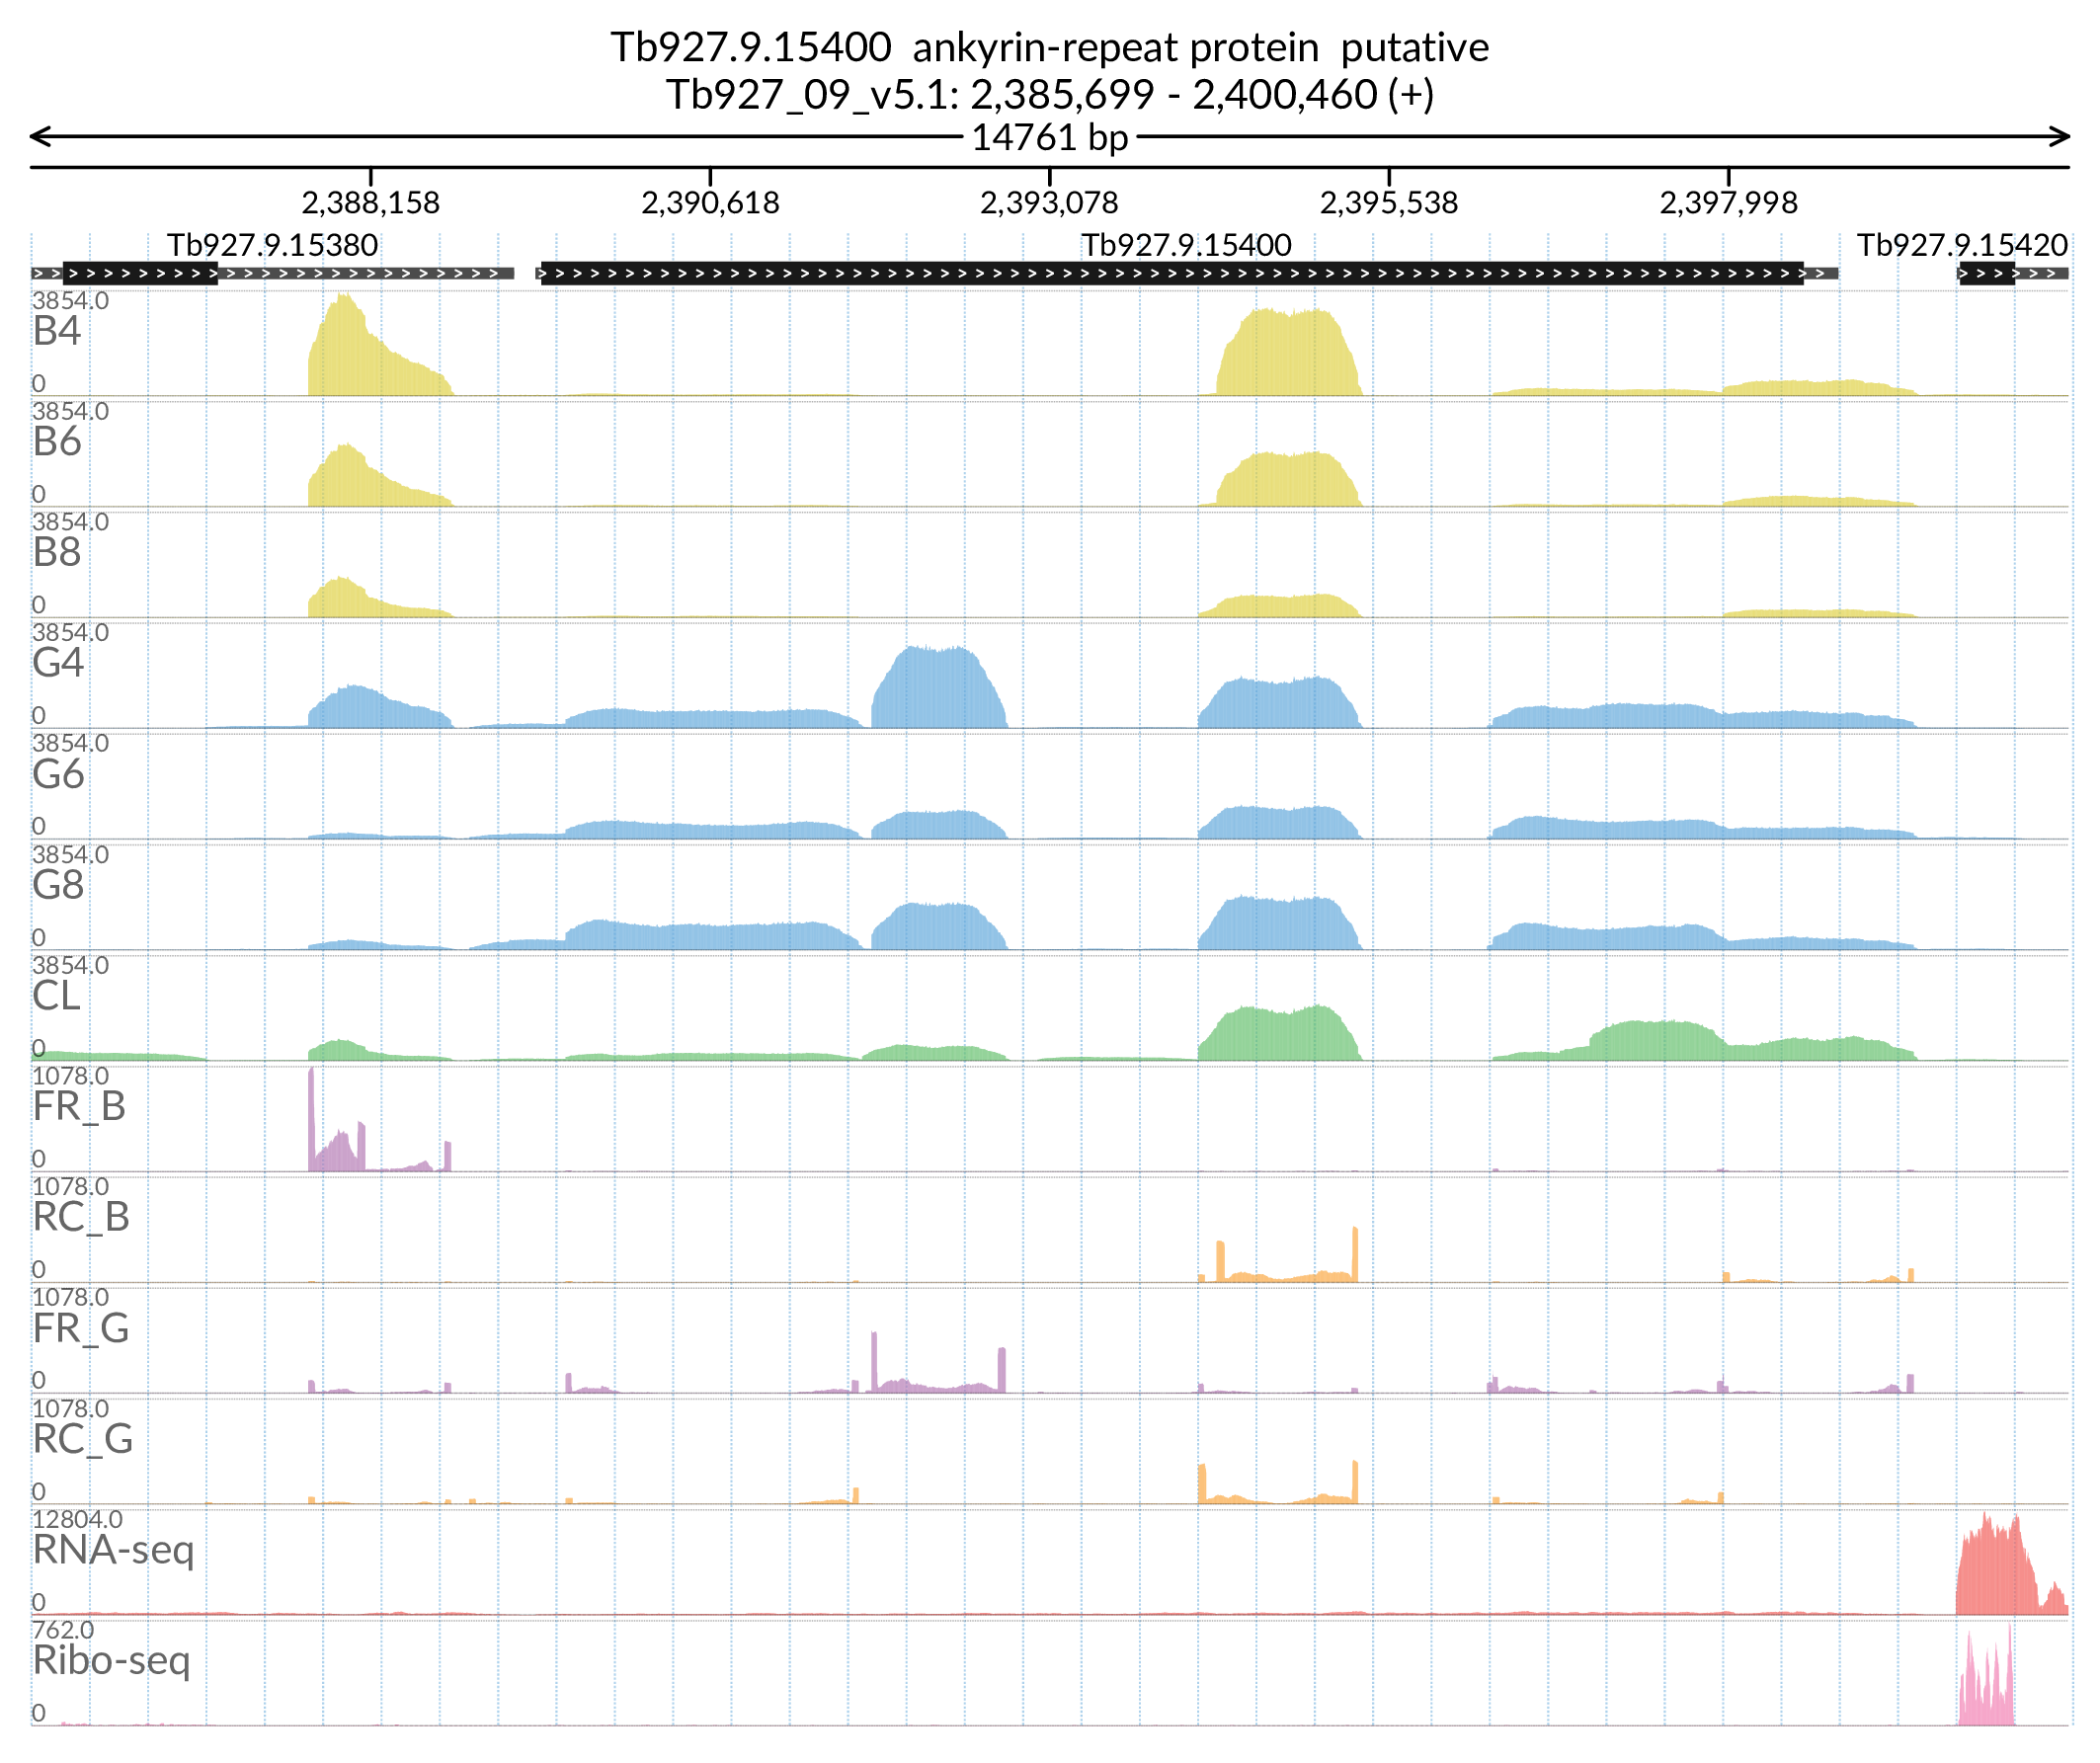 Tb927.9.15400 ankyrin-repeat protein putative
Tb927_09_v5.1: 2,385,699 - 2,400,460 (+)
14761 bp
2,388,158 2,390,618 2,393,078 2,395,538 2,397,998
Tb927.9.15380 Tb927.9.15400 Tb927.9.15420
3854.0
B4
0
3854.0
B6
0
3854.0
B8
0
3854.0
G4
0
3854.0
G6
0
3854.0
G8
0
3854.0
CL
0
1078.0
FR_B
0
1078.0
RC_B
0
1078.0
FR_G
0
1078.0
RC_G
0
12804.0
RNA-seq
0
762.0
Ribo-seq
0